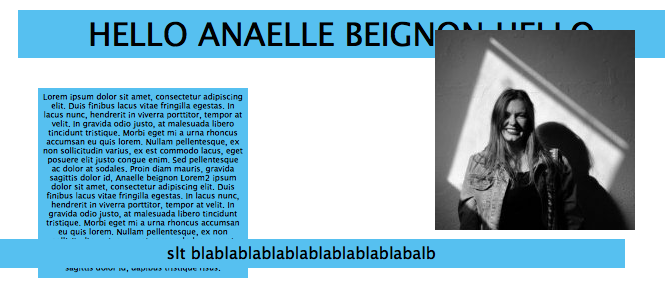 HELLO ANAELLE BEIGNON HELLO
Lorem ipsum dolor sit amet, consectetur adipiscing
elit. Duis finibus lacus vitae fringilla egestas. In
lacus nunc, hendrerit in viverra porttitor, tempor at
velit. In gravida odio justo, at malesuada libero
tincidunt tristique. Morbi eget mi a urna rhoncus
accumsan eu quis lorem. Nullam pellentesque, ex
non sollicitudin varius, ex est commodo lacus, eget
posuere elit justo congue enim. Sed pellentesque
ac dolor at sodales. Proin diam mauris, gravida
sagittis dolor id, Anaelle beignon Lorem2 ipsum
dolor sit amet, consectetur adipiscing elit. Duis
finibus lacus vitae fringilla egestas. In lacus nunc,
hendrerit in viverra porttitor, tempor at velit. In
gravida odio justo, at malesuada libero tincidunt
tristique. Morbi eget mi a urna rhoncus accumsan
eu quis lorem. Nullam pellentesque, ex
slt blablablablablablablablablablabalb
sagittis dolor id, dapibus tristique risus.